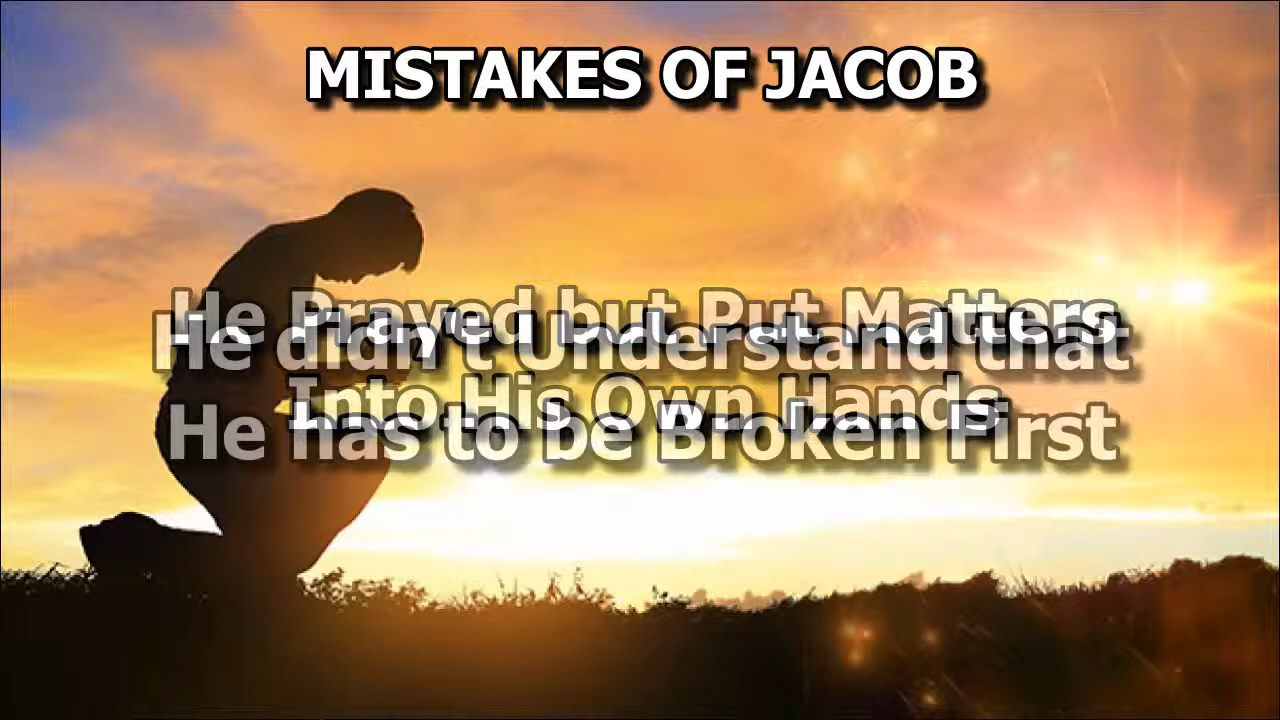 MISTAKES OF JACOB
He Prayed but Put Matters
Into His Own Hands
He didn't Understand that
He has to be Broken First